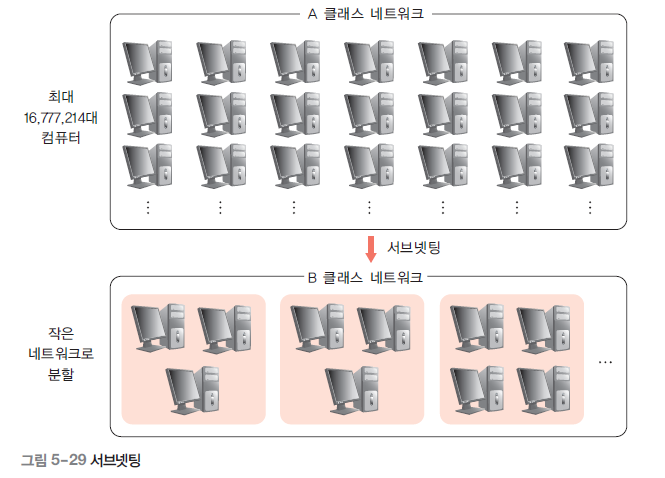 A 클래스 네트워크
최대
16,777,214대
컴퓨터
⋮ ⋮ ⋮ ⋮ ⋮ ⋮ ⋮
서브넷팅
B 클래스 네트워크
작은
네트워크로
분할
…
그림 5-29 서브넷팅